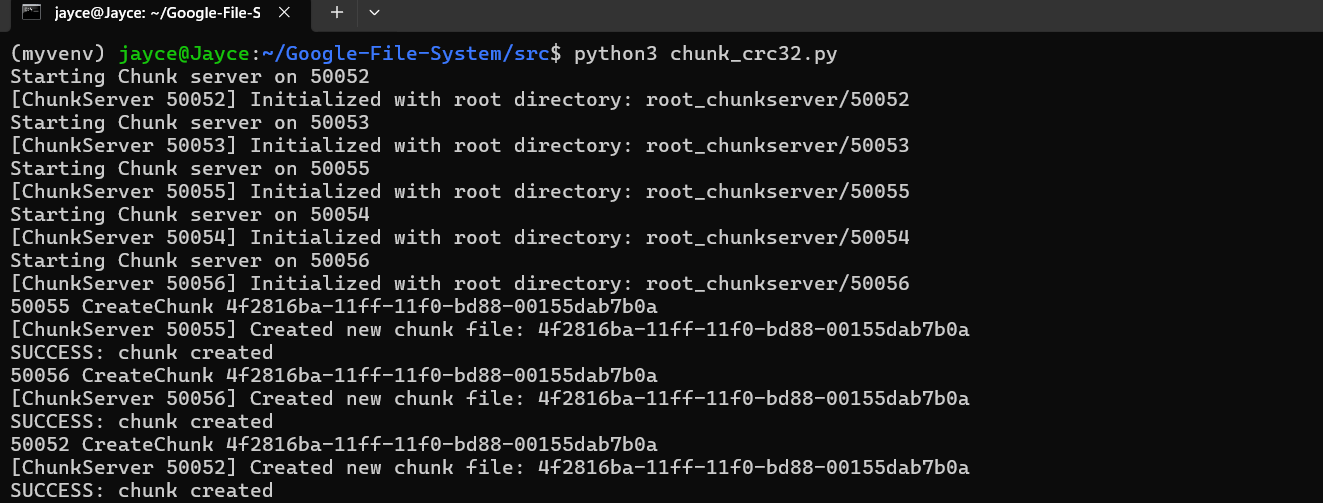 jayce@Jayce: ~/Google-File-S
(myvenv) jayce@Jayce:~/Google-File-System/src$ python3 chunk_crc32.py
Starting Chunk server on 50052
[ChunkServer 50052] Initialized with root directory: root_chunkserver/50052
Starting Chunk server on 50053
[ChunkServer 50053] Initialized with root directory: root_chunkserver/50053
Starting Chunk server on 50055
[ChunkServer 50055] Initialized with root directory: root_chunkserver/50055
Starting Chunk server on 50054
[ChunkServer 50054] Initialized with root directory: root_chunkserver/50054
Starting Chunk server on 50056
[ChunkServer 50056] Initialized with root directory: root_chunkserver/50056
50055 CreateChunk 4f2816ba-11ff-11f0-bd88-00155dab7b0a
[ChunkServer 50055] Created new chunk file: 4f2816ba-11ff-11f0-bd88-00155dab7b0a
SUCCESS: chunk created
50056 CreateChunk 4f2816ba-11ff-11f0-bd88-00155dab7b0a
[ChunkServer 50056] Created new chunk file: 4f2816ba-11ff-11f0-bd88-00155dab7b0a
SUCCESS: chunk created
50052 CreateChunk 4f2816ba-11ff-11f0-bd88-00155dab7b0a
[ChunkServer 50052] Created new chunk file: 4f2816ba-11ff-11f0-bd88-00155dab7b0a
SUCCESS: chunk created